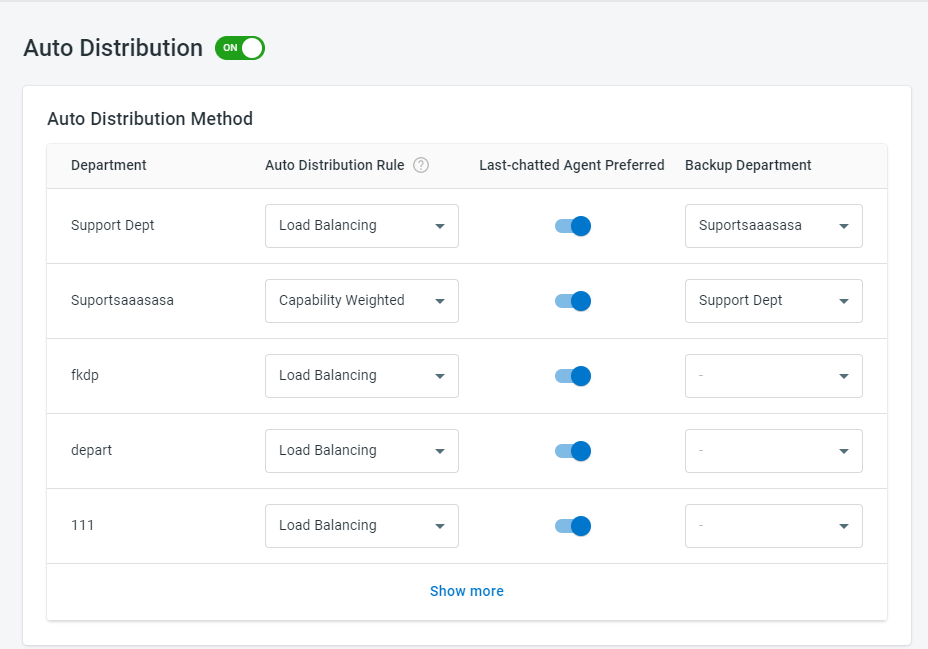 Auto Distribution ON
Auto Distribution Method
Department Auto Distribution Rule ? Last-chatted Agent Preferred Backup Department
Support Dept Load Balancing Suportsaaasasa
Suportsaaasasa Capability Weighted Support Dept
fkdp Load Balancing -
depart Load Balancing -
111 Load Balancing -
Show more